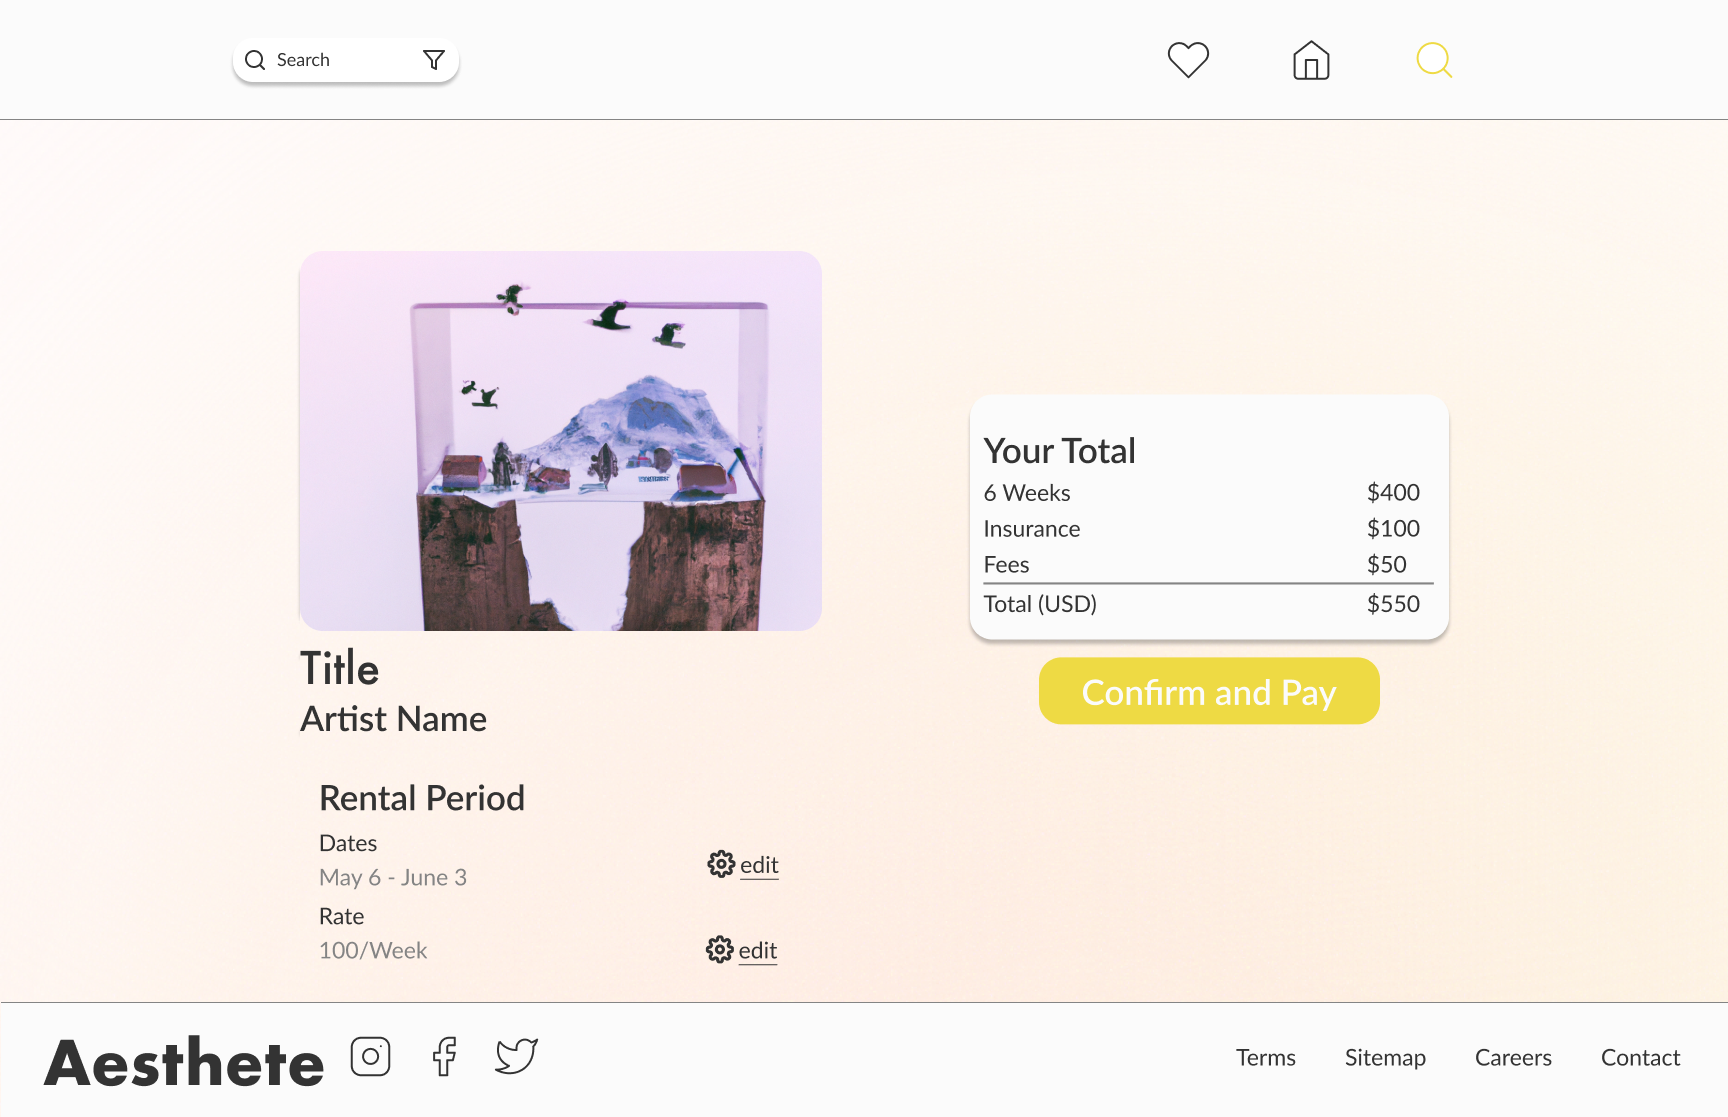 Search
Title
Artist Name
Rental Period
Dates
May 6 - June 3
edit
Rate
100/Week
edit
Your Total
6 Weeks $400
Insurance $100
Fees $50
Total (USD) $550
Confirm and Pay
Aesthete
Terms Sitemap Careers Contact